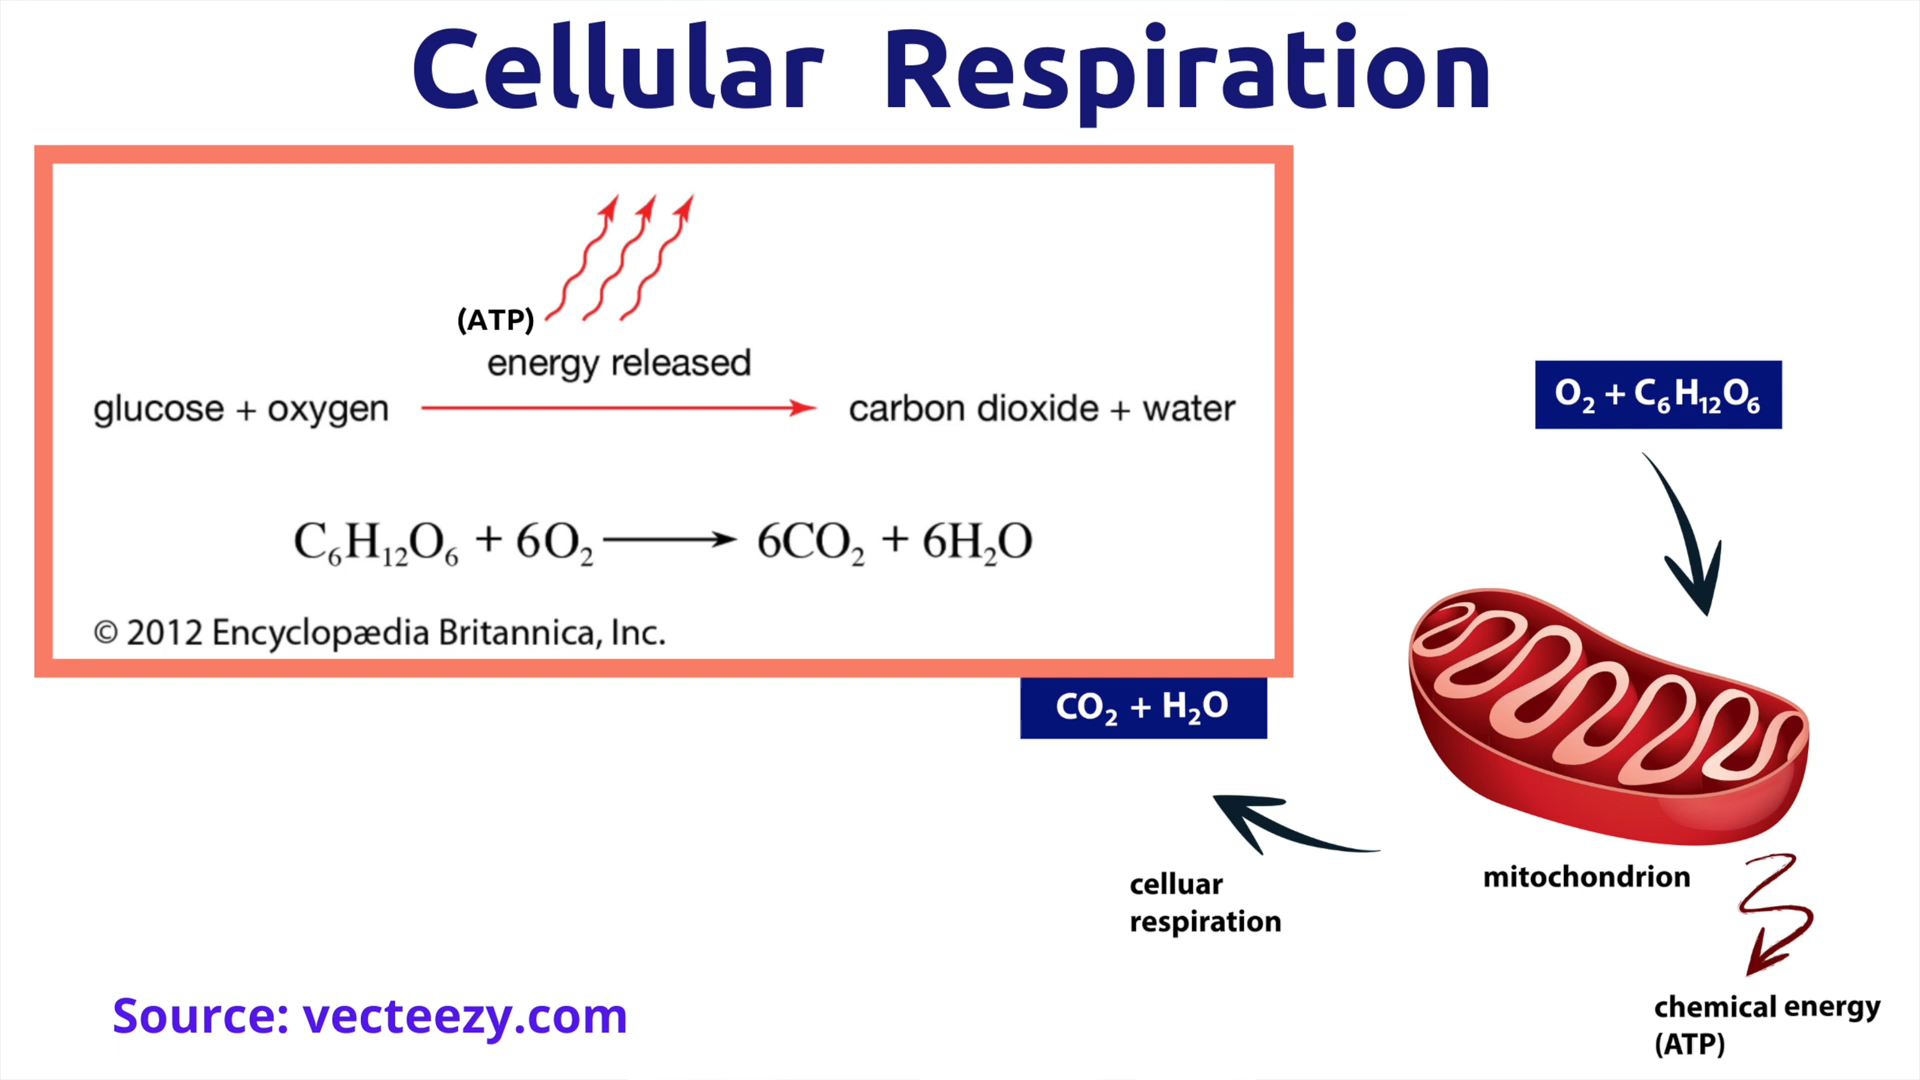 Cellular Respiration
(ATP)
energy released
glucose + oxygen
carbon dioxide + water
C₆H₁₂O₆ + 6O₂ ⟶ 6CO₂ + 6H₂O
© 2012 Encyclopædia Britannica, Inc.
O₂ + C₆H₁₂O₆
CO₂ + H₂O
celluar
respiration
mitochondrion
chemical energy
(ATP)
Source: vecteezy.com